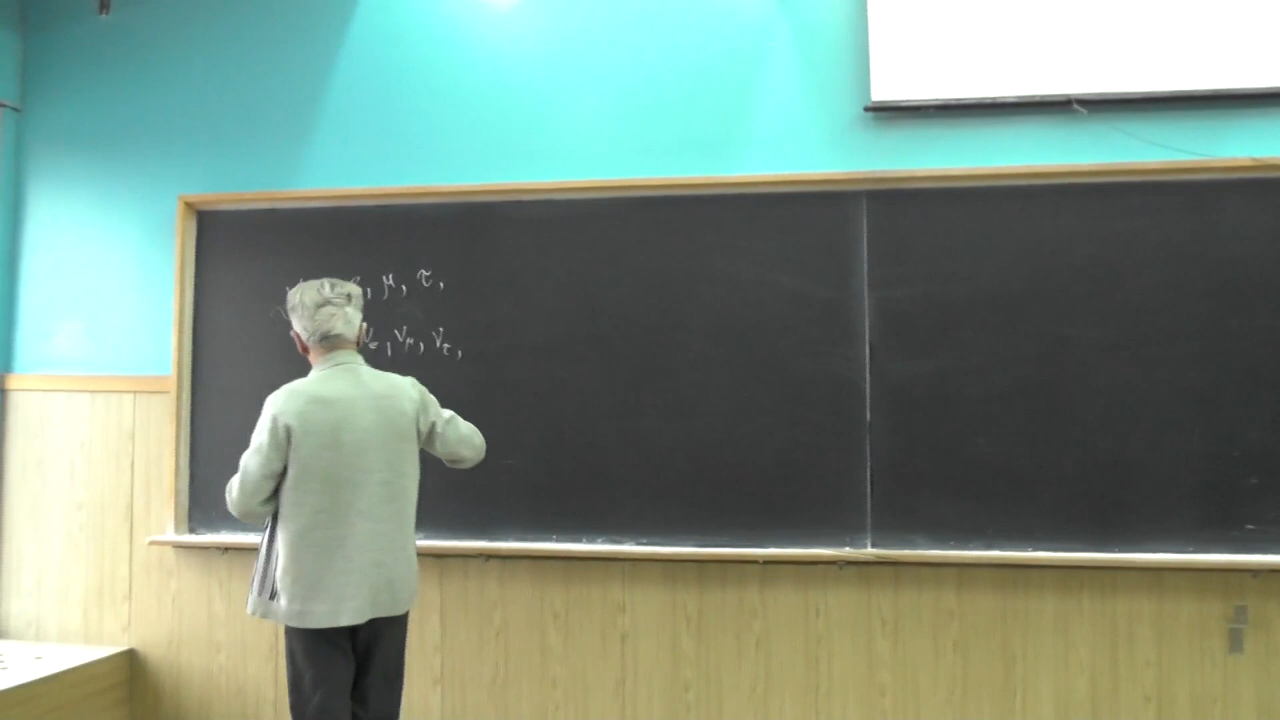 , μ, τ,
ν_e, ν_μ, ν_τ,